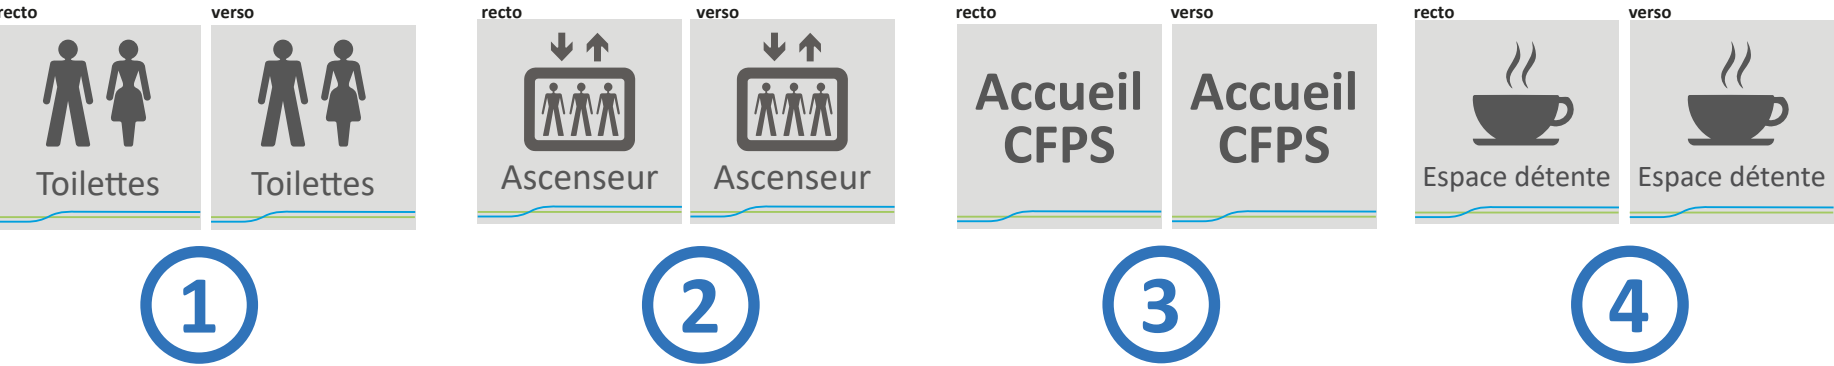 recto verso recto verso recto verso recto verso
Toilettes Toilettes
Ascenseur Ascenseur
Accueil CFPS Accueil CFPS
Espace détente Espace détente
1 2 3 4